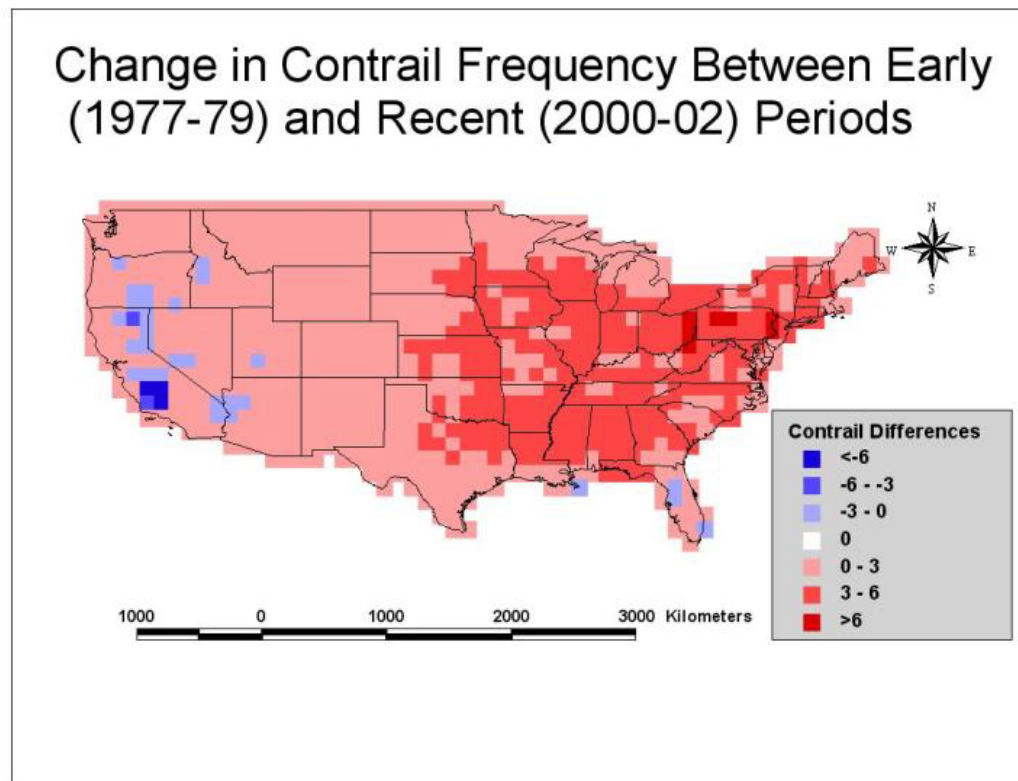 Change in Contrail Frequency Between Early
(1977-79) and Recent (2000-02) Periods
N
W E
S
Contrail Differences
<-6
-6 - -3
-3 - 0
0
0 - 3
3 - 6
>6
1000 0 1000 2000 3000 Kilometers